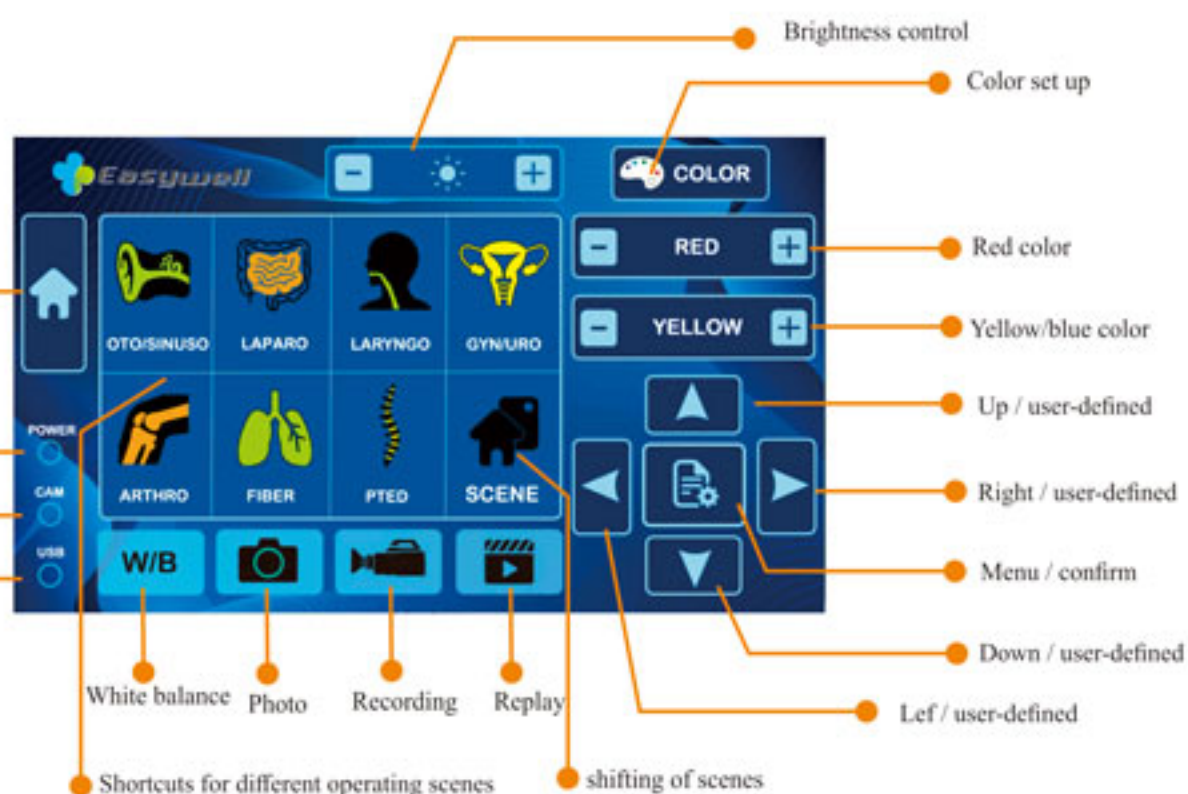 Brightness control
Color set up
Easywell
COLOR
RED
Red color
YELLOW
Yellow/blue color
OTO/SINUSO
LAPARO
LARYNGO
GYN/URO
Up / user-defined
POWER
CAM
USB
ARTHRO
FIBER
PTED
SCENE
Right / user-defined
W/B
Menu / confirm
Down / user-defined
White balance
Photo
Recording
Replay
Lef / user-defined
Shortcuts for different operating scenes
shifting of scenes